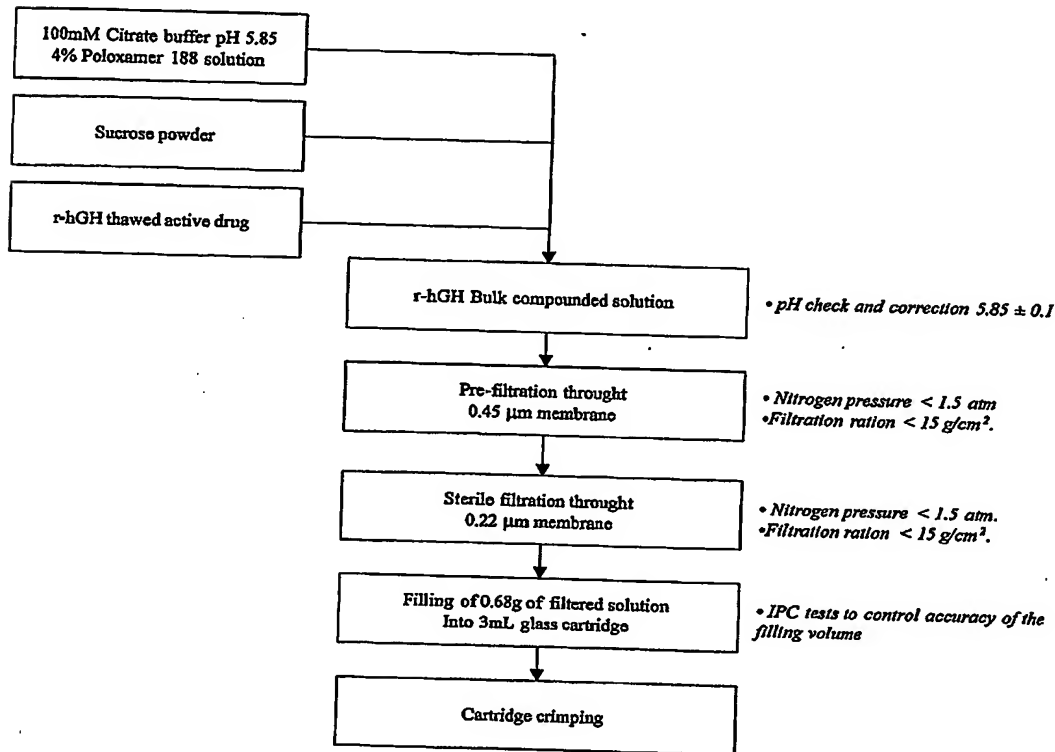 100mM Citrate buffer pH 5.85
4% Poloxamer 188 solution
Sucrose powder
r-hGH thawed active drug
r-hGH Bulk compounded solution
• pH check and correction 5.85 ± 0.1
Pre-filtration throught
0.45 µm membrane
• Nitrogen pressure < 1.5 atm
•Filtration ration < 15 g/cm².
Sterile filtration throught
0.22 µm membrane
• Nitrogen pressure < 1.5 atm.
•Filtration ration < 15 g/cm².
Filling of 0.68g of filtered solution
Into 3mL glass cartridge
• IPC tests to control accuracy of the
filling volume
Cartridge crimping